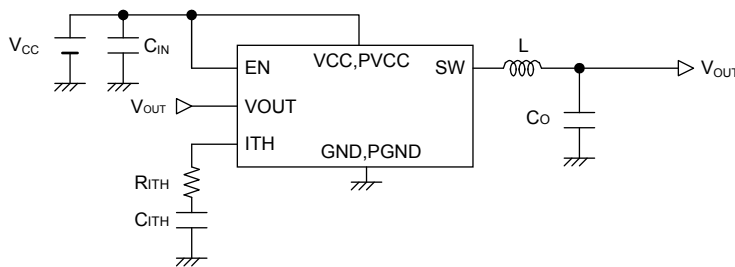 VCC
CIN
EN
VCC,PVCC
SW
L
VOUT
VOUT
VOUT
CO
ITH
GND,PGND
RITH
CITH